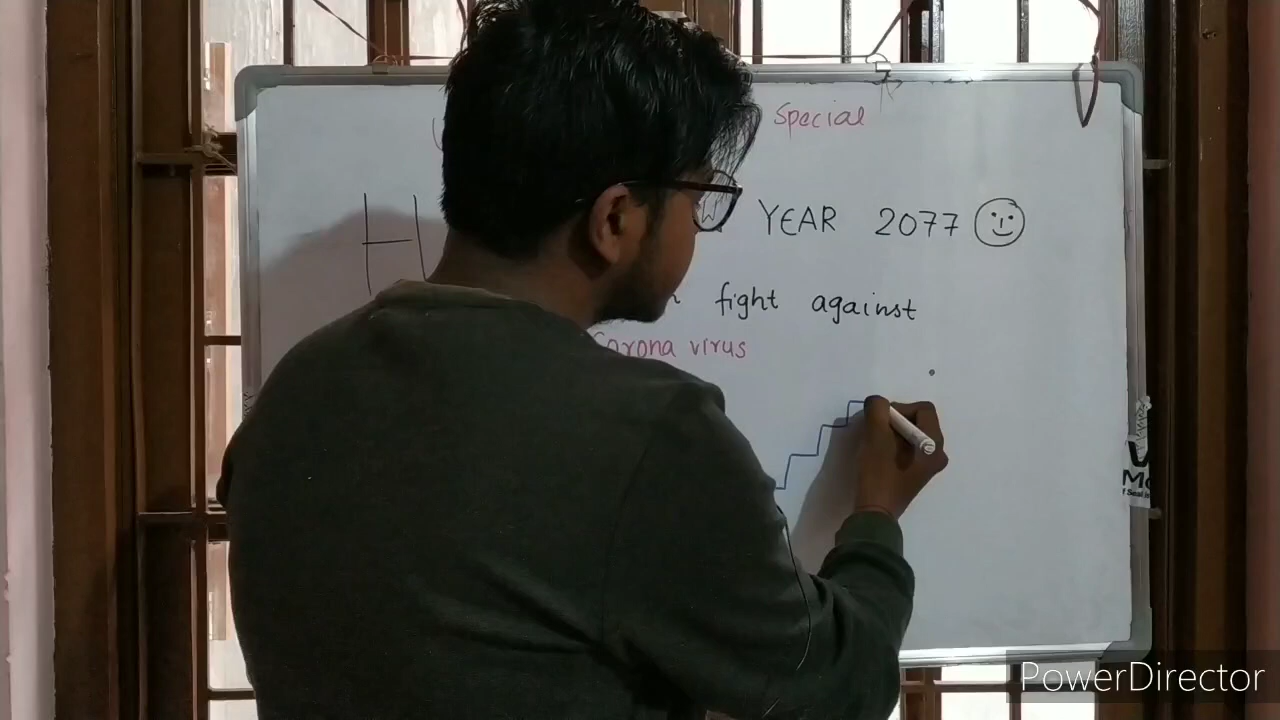 Special
H YEAR 2077
fight against
Corona virus
PowerDirector